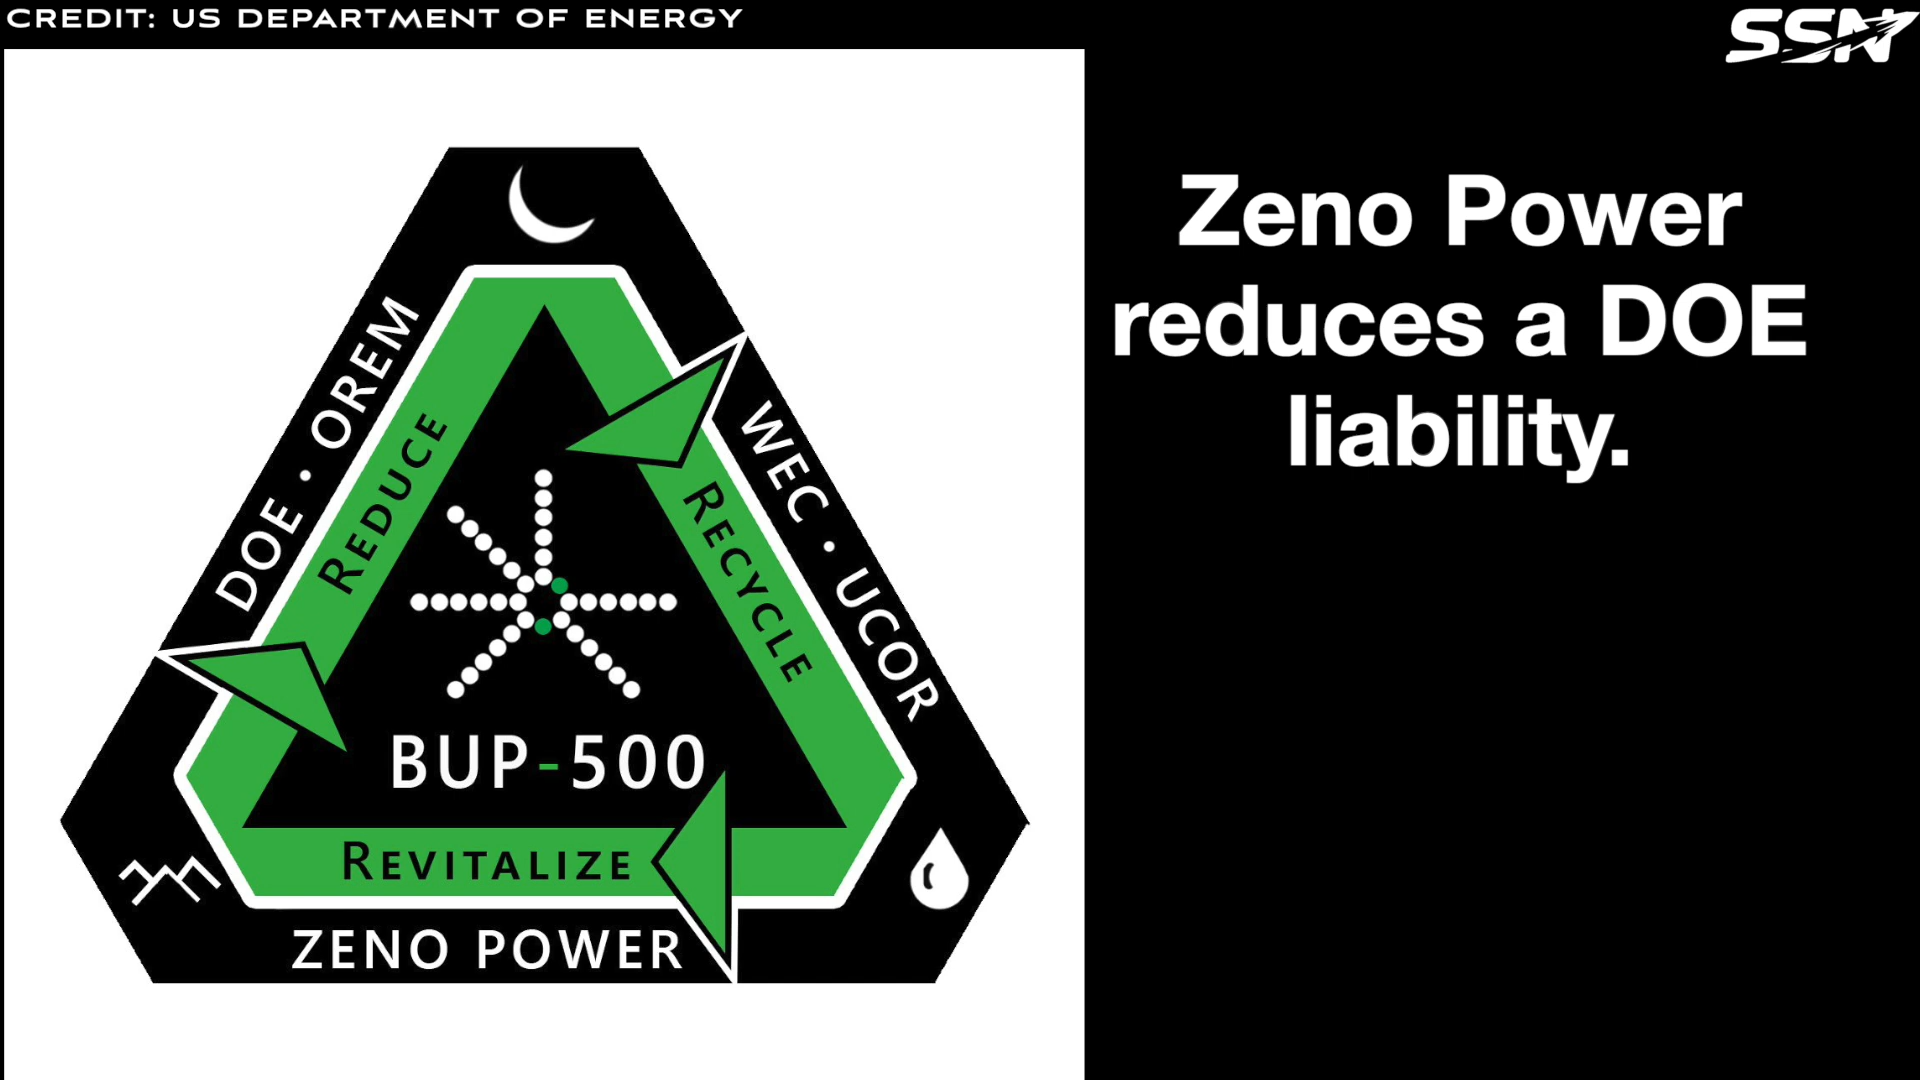 CREDIT: US DEPARTMENT OF ENERGY
SSN
Zeno Power
reduces a DOE
liability.
DOE · OREM
REDUCE
WEC · UCOR
RECYCLE
BUP-500
REVITALIZE
ZENO POWER